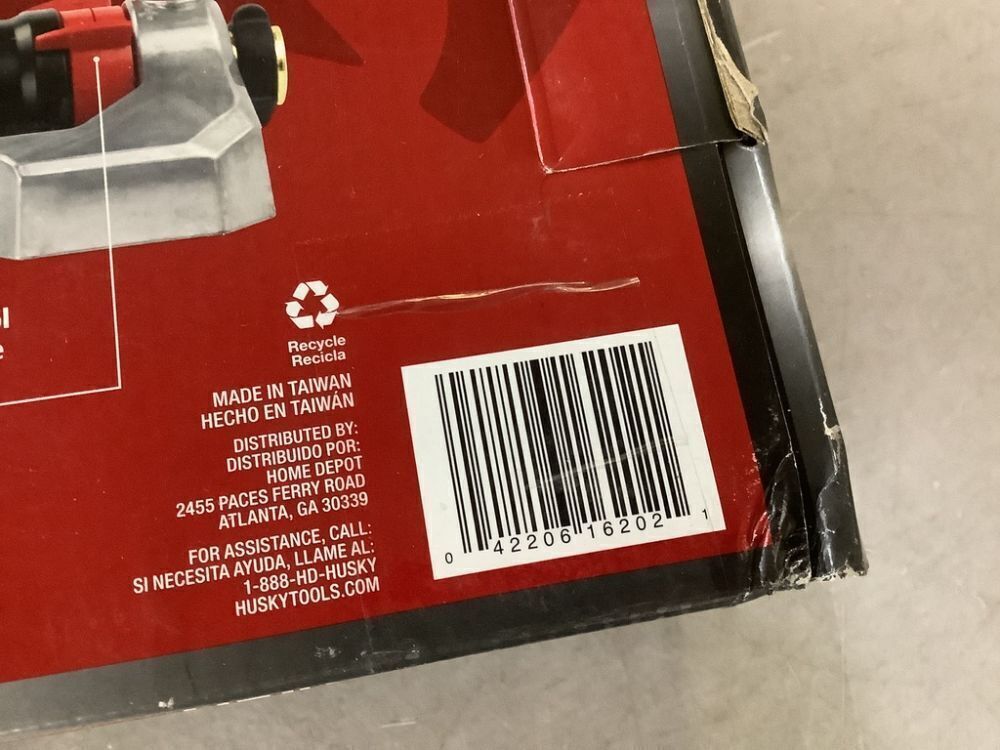 Recycle
Recicla
MADE IN TAIWAN
HECHO EN TAIWÁN
DISTRIBUTED BY:
DISTRIBUIDO POR:
HOME DEPOT
2455 PACES FERRY ROAD
ATLANTA, GA 30339
FOR ASSISTANCE, CALL:
SI NECESITA AYUDA, LLAME AL:
1-888-HD-HUSKY
HUSKYTOOLS.COM
0 42206 16202 1